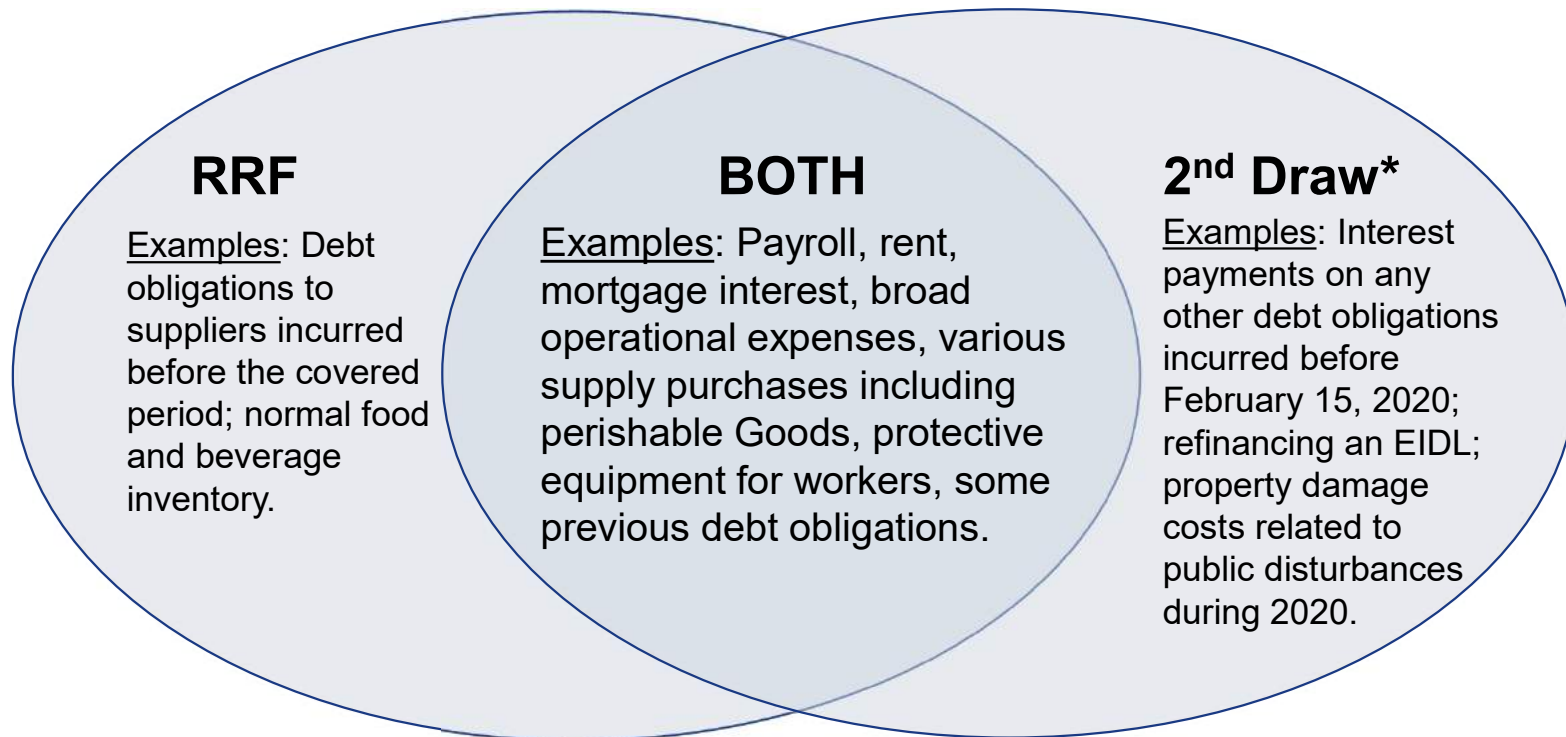 RRF
Examples: Debt
obligations to
suppliers incurred
before the covered
period; normal food
and beverage
inventory.
BOTH
Examples: Payroll, rent,
mortgage interest, broad
operational expenses, various
supply purchases including
perishable Goods, protective
equipment for workers, some
previous debt obligations.
2nd Draw*
Examples: Interest
payments on any
other debt obligations
incurred before
February 15, 2020;
refinancing an EIDL;
property damage
costs related to
public disturbances
during 2020.